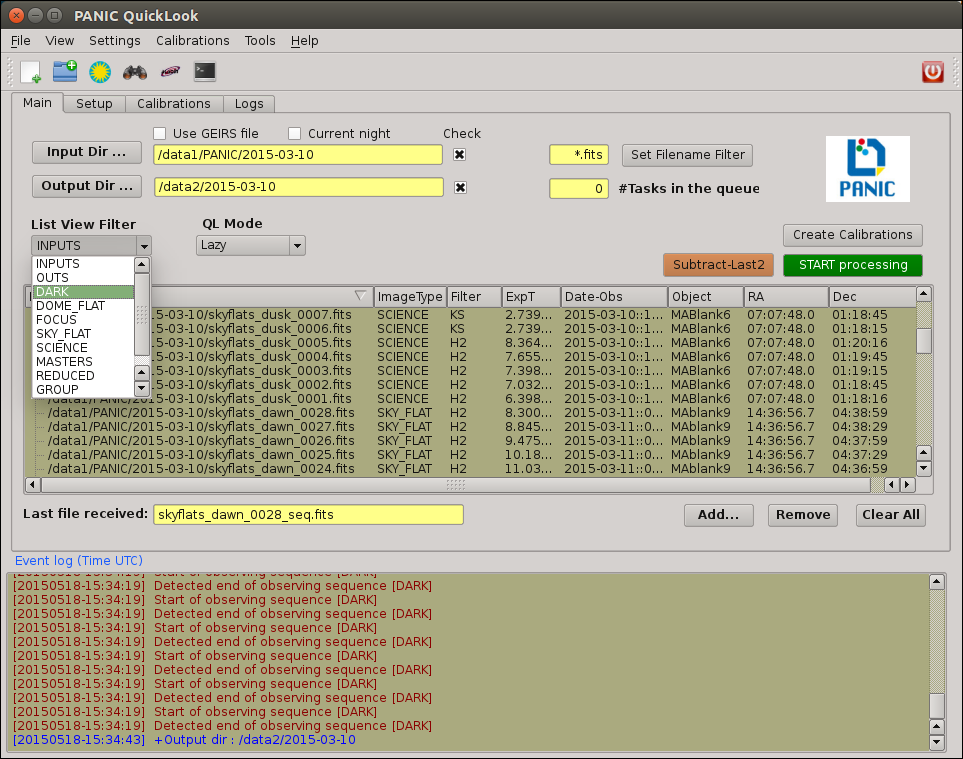 PANIC QuickLook
File View Settings Calibrations Tools Help
Main Setup Calibrations Logs
Use GEIRS file Current night Check
Input Dir ... /data1/PANIC/2015-03-10 *.fits Set Filename Filter
Output Dir ... /data2/2015-03-10 0 #Tasks in the queue
PANIC
List View Filter QL Mode
INPUTS Lazy Create Calibrations
Subtract-Last2 START processing
INPUTS
OUTS
DARK
DOME_FLAT
FOCUS
SKY_FLAT
SCIENCE
MASTERS
REDUCED
GROUP
ImageType Filter ExpT Date-Obs Object RA Dec
5-03-10/skyflats_dusk_0007.fits SCIENCE KS 2.739... 2015-03-10::1... MABlank6 07:07:48.0 01:18:45
5-03-10/skyflats_dusk_0006.fits SCIENCE KS 2.739... 2015-03-10::1... MABlank6 07:07:48.0 01:18:15
5-03-10/skyflats_dusk_0005.fits SCIENCE H2 8.364... 2015-03-10::1... MABlank6 07:07:48.0 01:20:16
5-03-10/skyflats_dusk_0004.fits SCIENCE H2 7.655... 2015-03-10::1... MABlank6 07:07:48.0 01:19:45
5-03-10/skyflats_dusk_0003.fits SCIENCE H2 7.398... 2015-03-10::1... MABlank6 07:07:48.0 01:19:15
5-03-10/skyflats_dusk_0002.fits SCIENCE H2 7.032... 2015-03-10::1... MABlank6 07:07:48.0 01:18:45
/data1/PANIC/2015-03-10/skyflats_dusk_0001.fits SCIENCE H2 6.398... 2015-03-10::1... MABlank6 07:07:48.0 01:18:16
/data1/PANIC/2015-03-10/skyflats_dawn_0028.fits SKY_FLAT H2 8.300... 2015-03-11::0... MAblank9 14:36:56.7 04:38:59
/data1/PANIC/2015-03-10/skyflats_dawn_0027.fits SKY_FLAT H2 8.845... 2015-03-11::0... MAblank9 14:36:56.7 04:38:29
/data1/PANIC/2015-03-10/skyflats_dawn_0026.fits SKY_FLAT H2 9.475... 2015-03-11::0... MAblank9 14:36:56.7 04:37:59
/data1/PANIC/2015-03-10/skyflats_dawn_0025.fits SKY_FLAT H2 10.18... 2015-03-11::0... MAblank9 14:36:56.7 04:37:29
/data1/PANIC/2015-03-10/skyflats_dawn_0024.fits SKY_FLAT H2 11.03... 2015-03-11::0... MAblank9 14:36:56.7 04:36:59
Last file received: skyflats_dawn_0028_seq.fits Add... Remove Clear All
Event log (Time UTC)
[20150518-15:34:19] Start of observing sequence [DARK]
[20150518-15:34:19] Detected end of observing sequence [DARK]
[20150518-15:34:19] Start of observing sequence [DARK]
[20150518-15:34:19] Detected end of observing sequence [DARK]
[20150518-15:34:19] Start of observing sequence [DARK]
[20150518-15:34:19] Detected end of observing sequence [DARK]
[20150518-15:34:19] Start of observing sequence [DARK]
[20150518-15:34:19] Detected end of observing sequence [DARK]
[20150518-15:34:19] Start of observing sequence [DARK]
[20150518-15:34:19] Detected end of observing sequence [DARK]
[20150518-15:34:19] Start of observing sequence [DARK]
[20150518-15:34:19] Detected end of observing sequence [DARK]
[20150518-15:34:43] +Output dir : /data2/2015-03-10